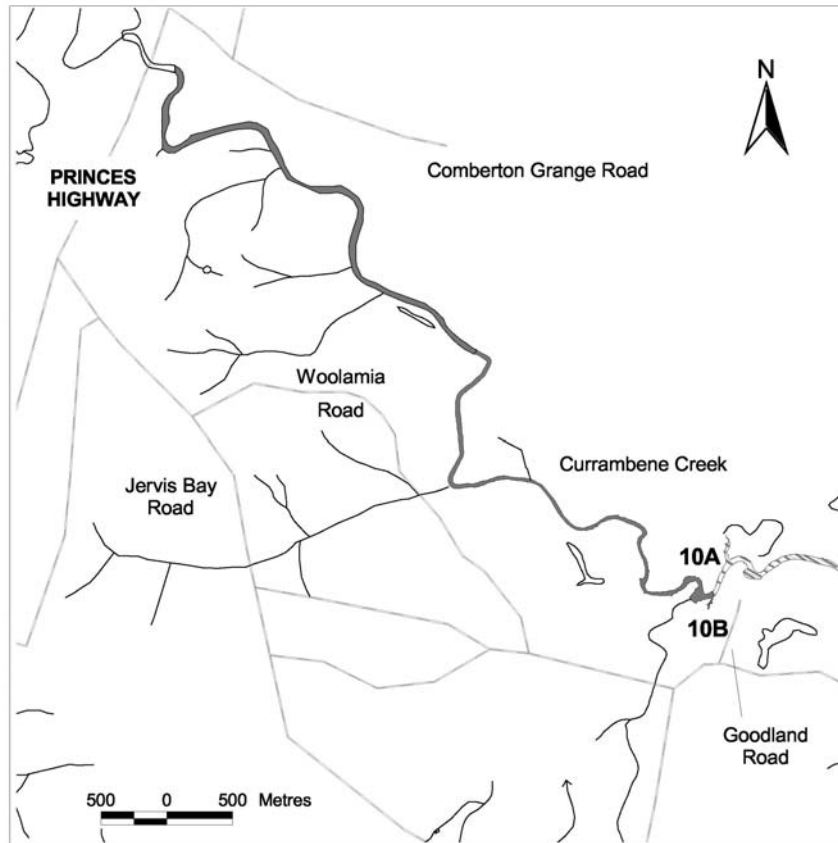 N
Comberton Grange Road
PRINCES
HIGHWAY
Woolamia
Road
Currambene Creek
Jervis Bay
Road
10A
10B
Goodland
Road
500 0 500 Metres